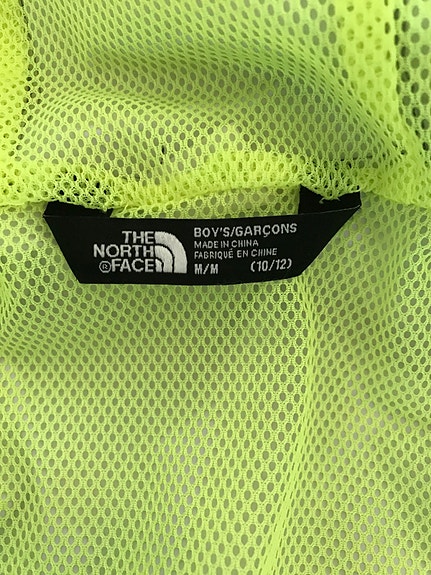 THE
NORTH
®FACE
BOY'S/GARÇONS
MADE IN CHINA
FABRIQUÉ EN CHINE
M/M (10/12)